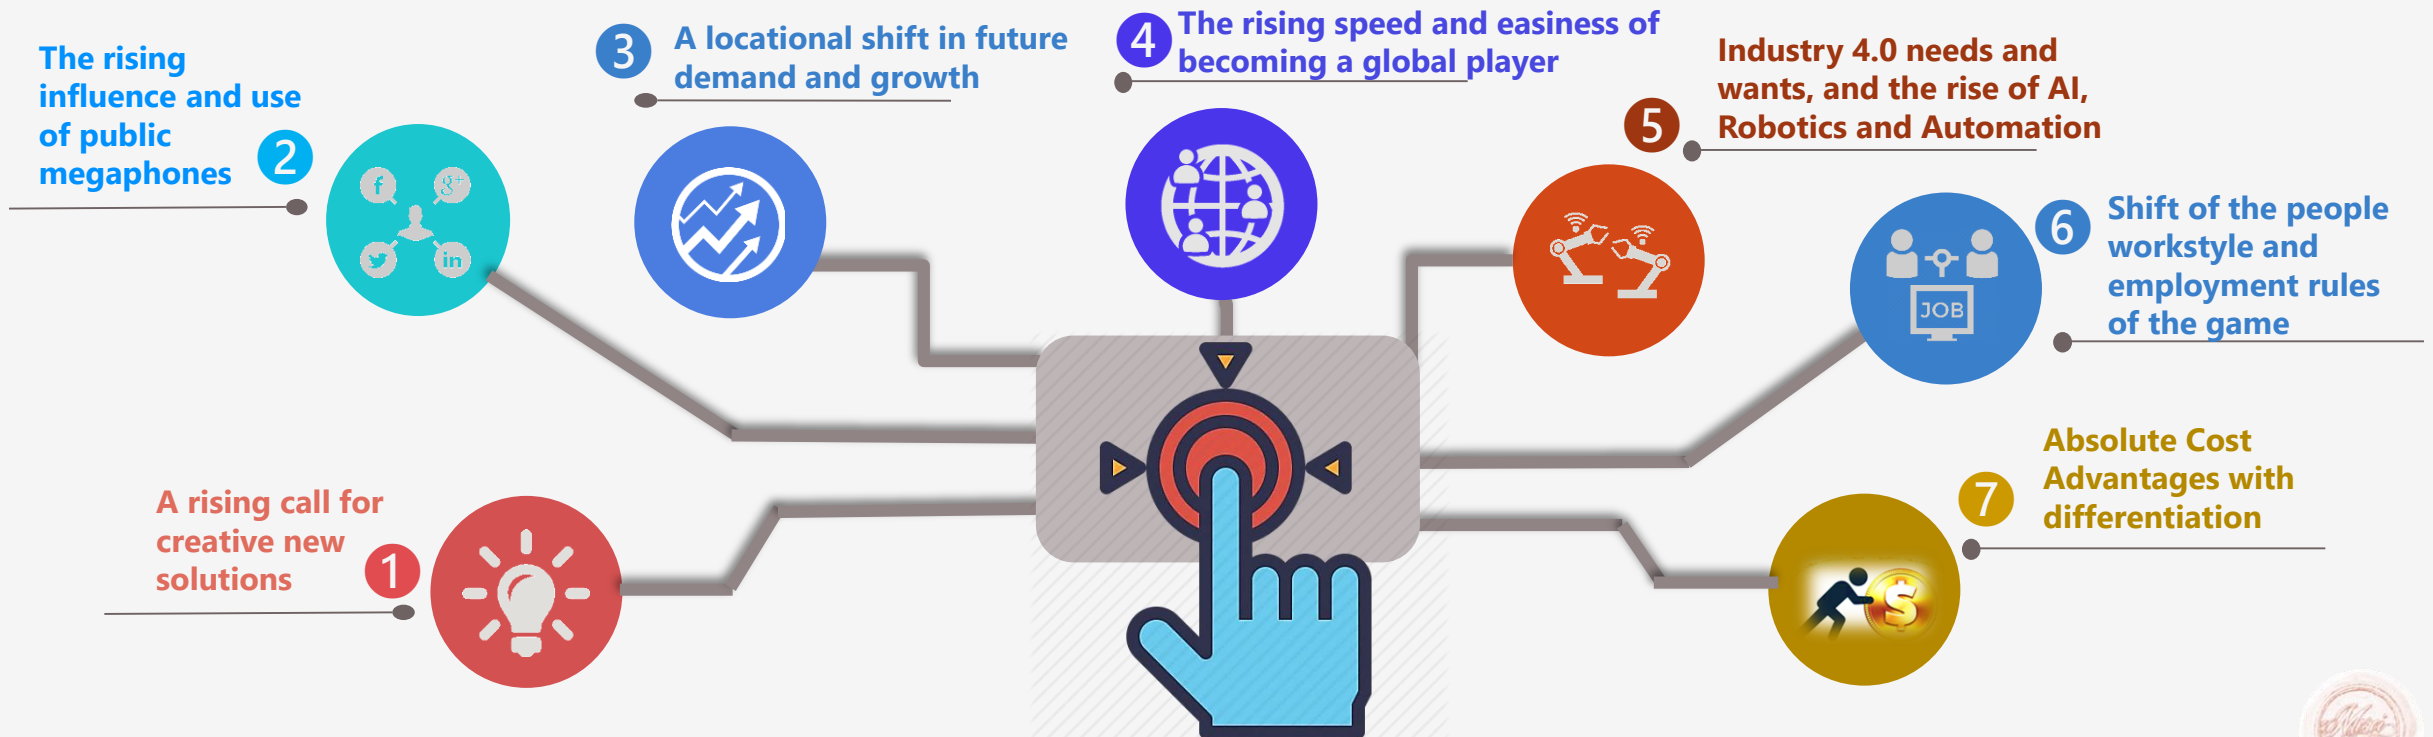 1
A rising call for
creative new
solutions
2
The rising
influence and use
of public
megaphones
f
g+
in
3
A locational shift in future
demand and growth
4
The rising speed and easiness of
becoming a global player
5
Industry 4.0 needs and
wants, and the rise of AI,
Robotics and Automation
6
Shift of the people
workstyle and
employment rules
of the game
JOB
7
Absolute Cost
Advantages with
differentiation
$